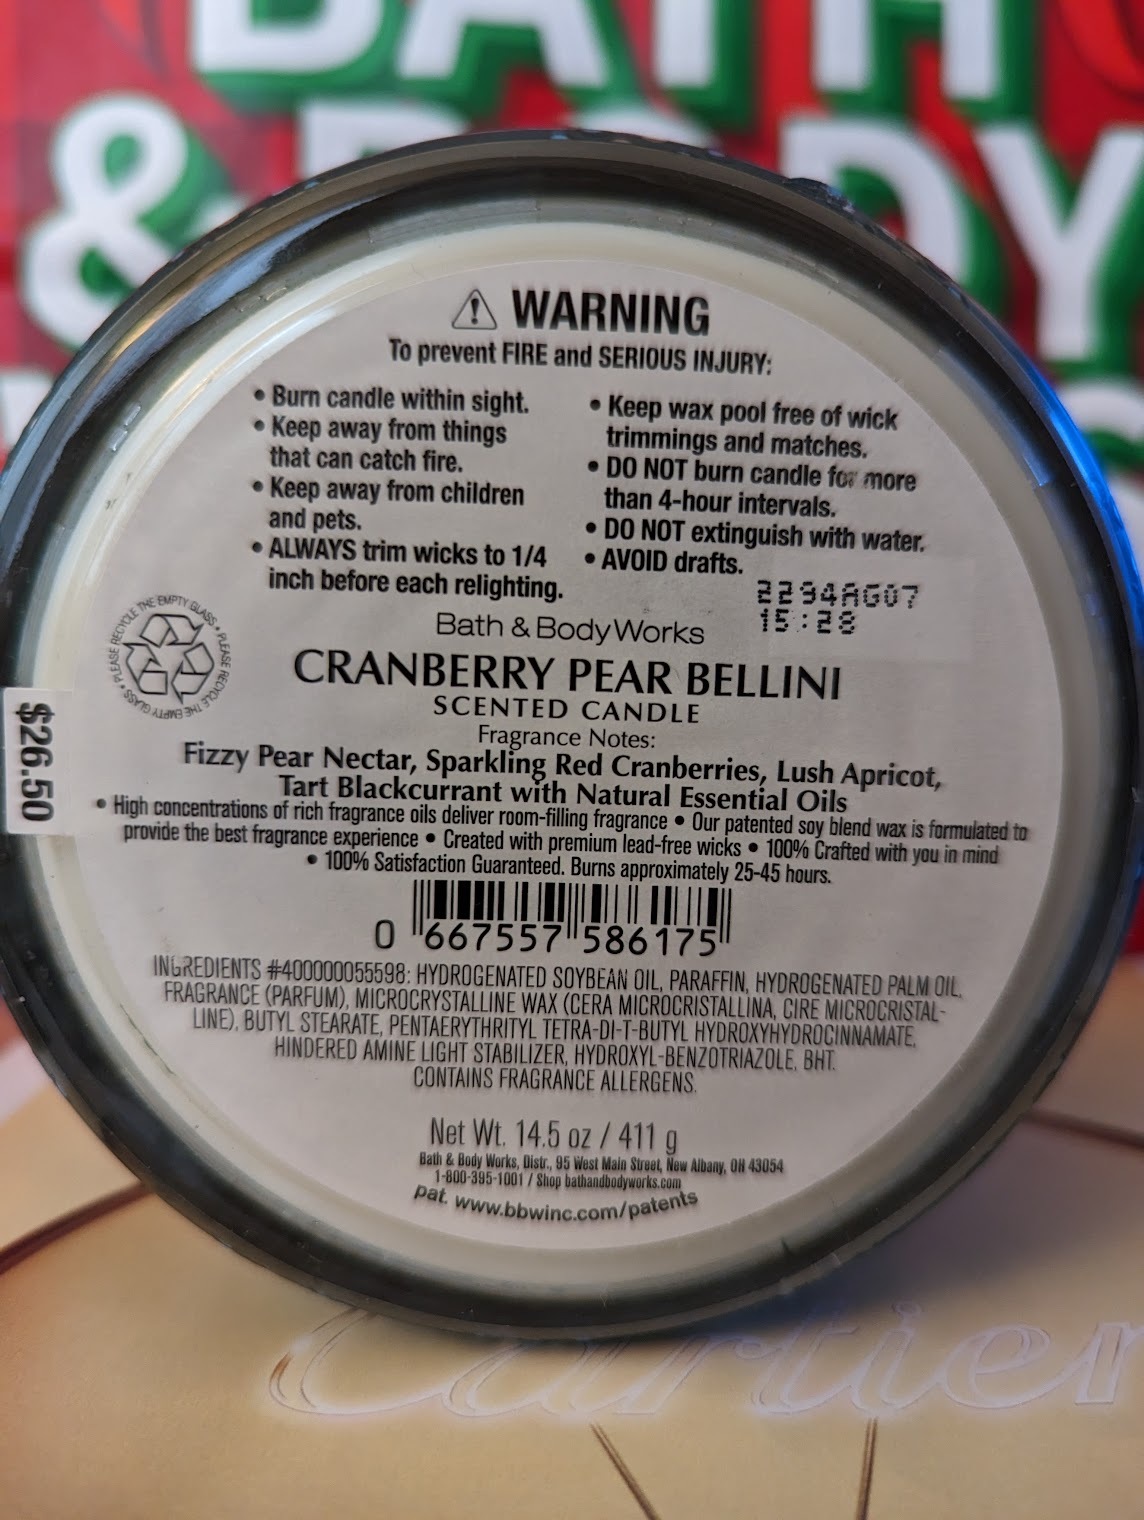 BATH
& BODY
⚠ WARNING
To prevent FIRE and SERIOUS INJURY:
• Burn candle within sight.
• Keep away from things
that can catch fire.
• Keep away from children
and pets.
• ALWAYS trim wicks to 1/4
inch before each relighting.
• Keep wax pool free of wick
trimmings and matches.
• DO NOT burn candle for more
than 4-hour intervals.
• DO NOT extinguish with water.
• AVOID drafts.
2294AG07
15:28
PLEASE RECYCLE THE EMPTY GLASS • PLEASE RECYCLE THE EMPTY GLASS •
Bath & Body Works
CRANBERRY PEAR BELLINI
SCENTED CANDLE
$26.50
Fragrance Notes:
Fizzy Pear Nectar, Sparkling Red Cranberries, Lush Apricot,
Tart Blackcurrant with Natural Essential Oils
• High concentrations of rich fragrance oils deliver room-filling fragrance • Our patented soy blend wax is formulated to
provide the best fragrance experience • Created with premium lead-free wicks • 100% Crafted with you in mind
• 100% Satisfaction Guaranteed. Burns approximately 25-45 hours.
0 667557 586175
INGREDIENTS #400000055598: HYDROGENATED SOYBEAN OIL, PARAFFIN, HYDROGENATED PALM OIL,
FRAGRANCE (PARFUM), MICROCRYSTALLINE WAX (CERA MICROCRISTALLINA, CIRE MICROCRISTAL-
LINE), BUTYL STEARATE, PENTAERYTHRITYL TETRA-DI-T-BUTYL HYDROXYHYDROCINNAMATE,
HINDERED AMINE LIGHT STABILIZER, HYDROXYL-BENZOTRIAZOLE, BHT.
CONTAINS FRAGRANCE ALLERGENS.
Net Wt. 14.5 oz / 411 g
Bath & Body Works, Distr., 95 West Main Street, New Albany, OH 43054
1-800-395-1001 / Shop bathandbodyworks.com
pat. www.bbwinc.com/patents
Cartier